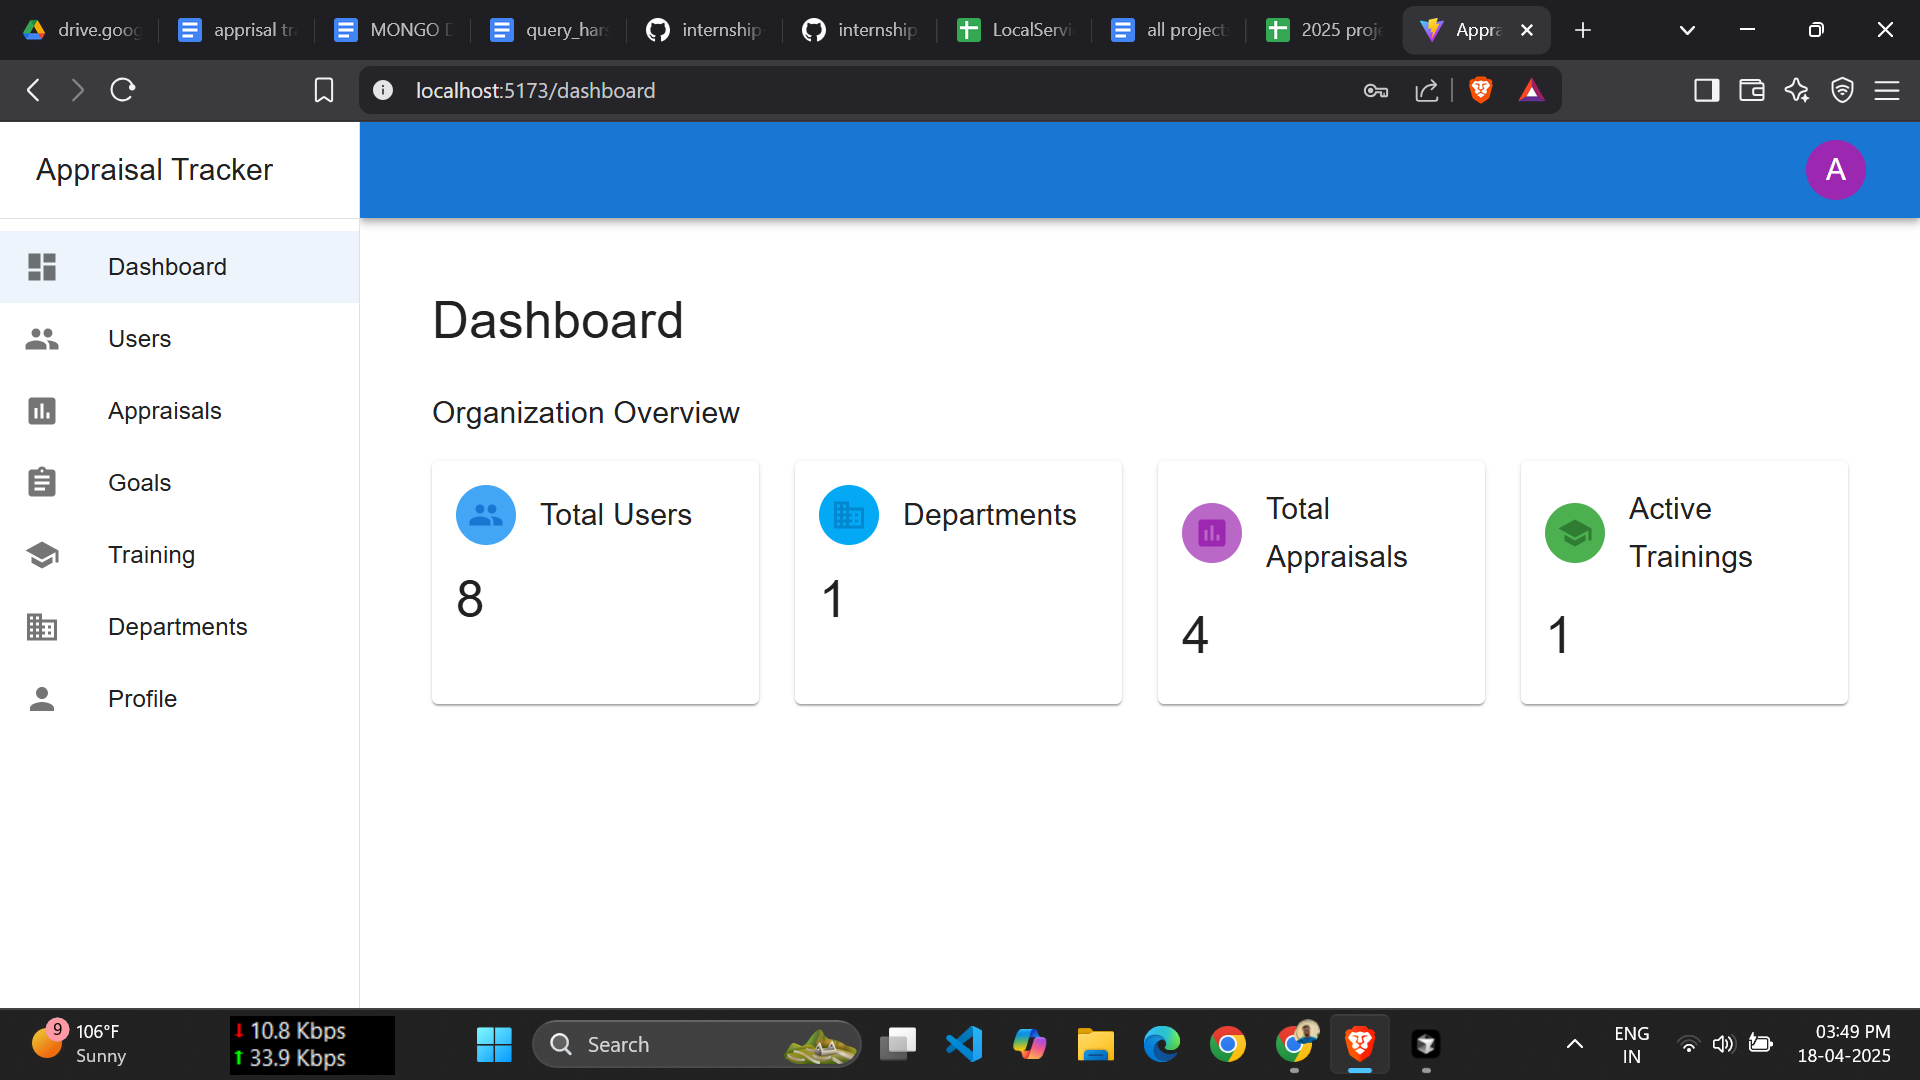 drive.goog
apprisal tr
MONGO D
query_har
internship
internship
LocalServi
all project
2025 proj
Appra
localhost:5173/dashboard
Appraisal Tracker
A
Dashboard
Users
Appraisals
Goals
Training
Departments
Profile
Dashboard
Organization Overview
Total Users
8
Departments
1
Total
Appraisals
4
Active
Trainings
1
9
106°F
Sunny
10.8 Kbps
33.9 Kbps
Search
ENG
IN
03:49 PM
18-04-2025